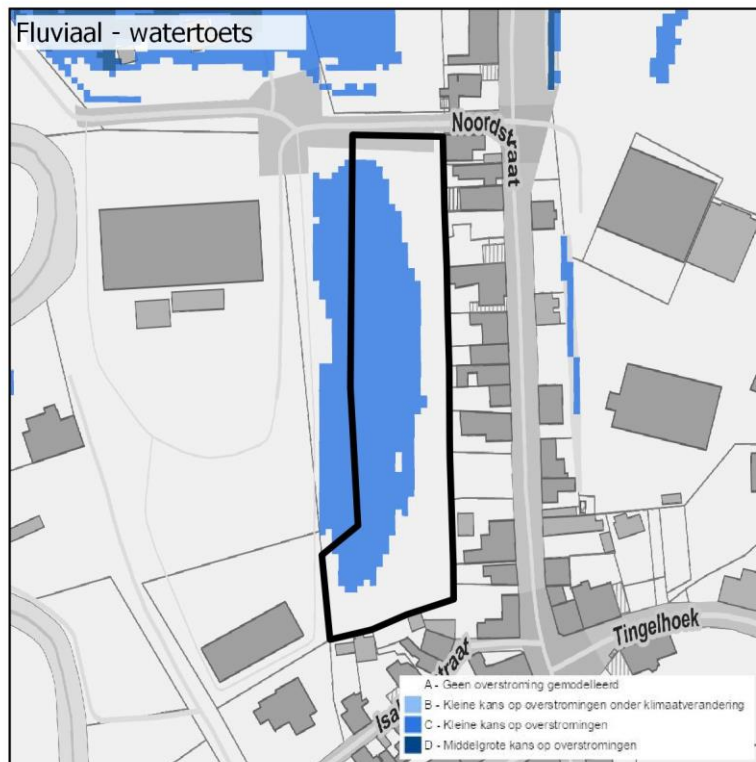 Fluviaal - watertoets
Noordstraat
Tingelhoek
straat
A - Geen overstroming gemodelleerd
B - Kleine kans op overstromingen onder klimaatverandering
C - Kleine kans op overstromingen
D - Middelgrote kans op overstromingen